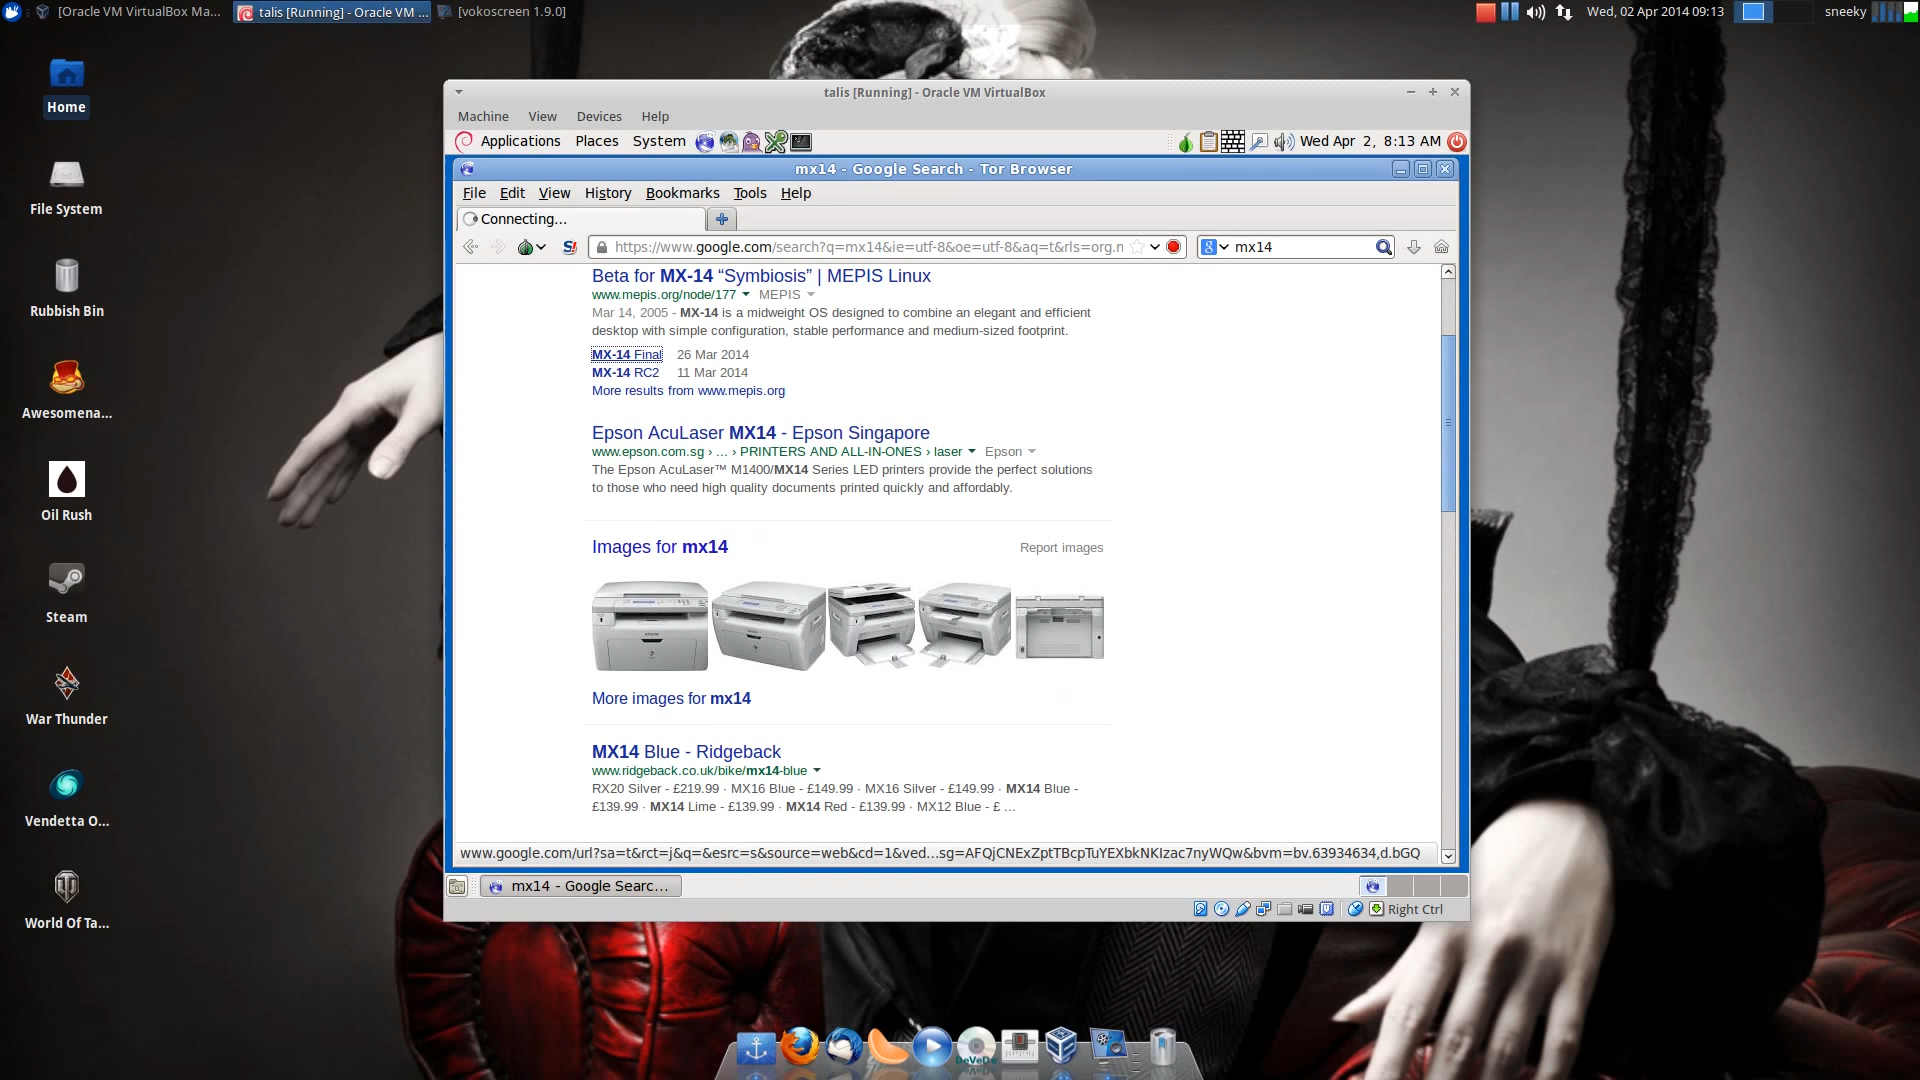 [Oracle VM VirtualBox Ma...
talis [Running] - Oracle VM ...
[vokoscreen 1.9.0]
Wed, 02 Apr 2014 09:13
sneeky
Home
File System
Rubbish Bin
Awesomena...
Oil Rush
Steam
War Thunder
Vendetta O...
World Of Ta...
talis [Running] - Oracle VM VirtualBox
Machine View Devices Help
Applications Places System
Wed Apr 2, 8:13 AM
mx14 - Google Search - Tor Browser
File Edit View History Bookmarks Tools Help
Connecting...
https://www.google.com/search?q=mx14&ie=utf-8&oe=utf-8&aq=t&rls=org.n
mx14
Beta for MX-14 “Symbiosis” | MEPIS Linux
www.mepis.org/node/177 MEPIS
Mar 14, 2005 - MX-14 is a midweight OS designed to combine an elegant and efficient
desktop with simple configuration, stable performance and medium-sized footprint.
MX-14 Final 26 Mar 2014
MX-14 RC2 11 Mar 2014
More results from www.mepis.org
Epson AcuLaser MX14 - Epson Singapore
www.epson.com.sg › ... › PRINTERS AND ALL-IN-ONES › laser Epson
The Epson AcuLaser™ M1400/MX14 Series LED printers provide the perfect solutions
to those who need high quality documents printed quickly and affordably.
Images for mx14
Report images
More images for mx14
MX14 Blue - Ridgeback
www.ridgeback.co.uk/bike/mx14-blue
RX20 Silver - £219.99 · MX16 Blue - £149.99 · MX16 Silver - £149.99 · MX14 Blue -
£139.99 · MX14 Lime - £139.99 · MX14 Red - £139.99 · MX12 Blue - £ ...
www.google.com/url?sa=t&rct=j&q=&esrc=s&source=web&cd=1&ved...sg=AFQjCNExZptTBcpTuYEXbkNKIzac7nyWQw&bvm=bv.63934634,d.bGQ
mx14 - Google Searc...
Right Ctrl
DeVeDe